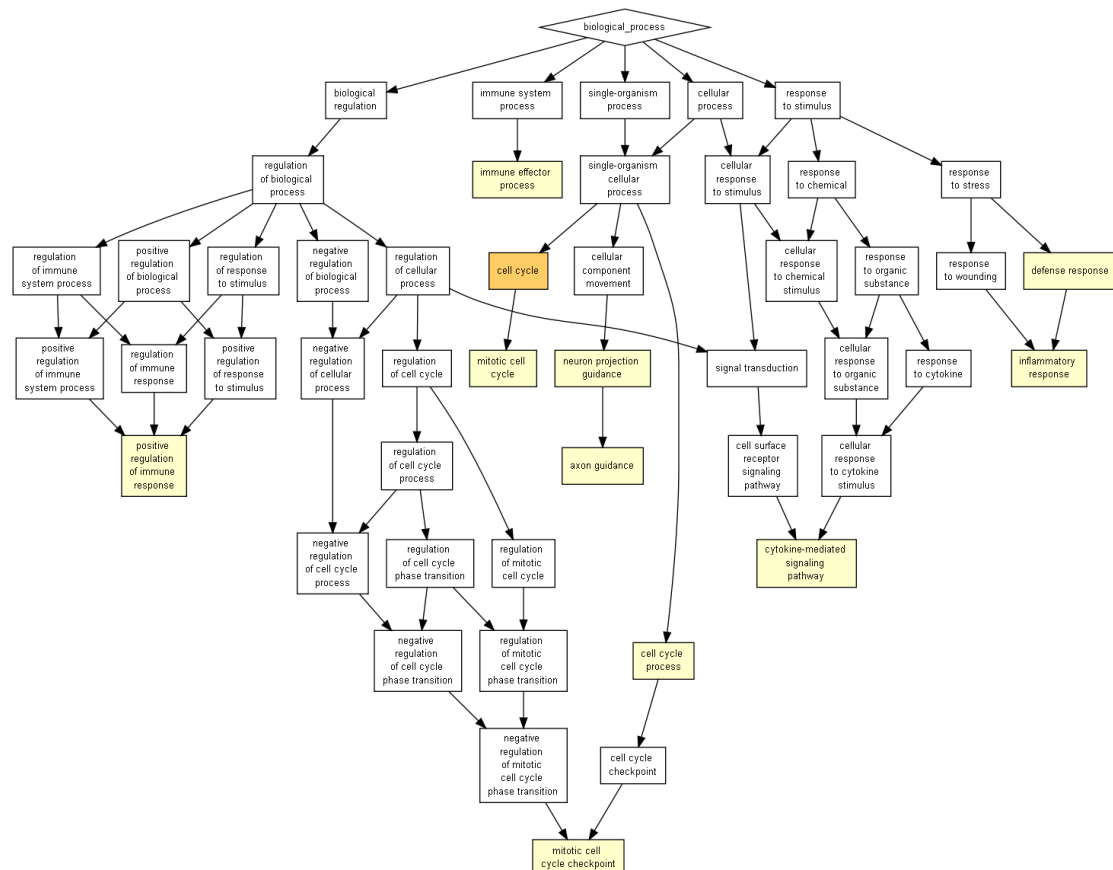 biological_process
biological
regulation
immune system
process
single-organism
process
cellular
process
response
to stimulus
regulation
of biological
process
immune effector
process
single-organism
cellular
process
cellular
response
to stimulus
response
to chemical
response
to stress
regulation
of immune
system process
positive
regulation
of biological
process
regulation
of response
to stimulus
negative
regulation
of biological
process
regulation
of cellular
process
cell cycle
cellular
component
movement
cellular
response
to chemical
stimulus
response
to organic
substance
response
to wounding
defense response
positive
regulation
of immune
system process
regulation
of immune
response
positive
regulation
of response
to stimulus
negative
regulation
of cellular
process
regulation
of cell cycle
mitotic cell
cycle
neuron projection
guidance
signal transduction
cellular
response
to organic
substance
response
to cytokine
inflammatory
response
positive
regulation
of immune
response
regulation
of cell cycle
process
axon guidance
cell surface
receptor
signaling
pathway
cellular
response
to cytokine
stimulus
negative
regulation
of cell cycle
process
regulation
of cell cycle
phase transition
regulation
of mitotic
cell cycle
cytokine-mediated
signaling
pathway
negative
regulation
of cell cycle
phase transition
regulation
of mitotic
cell cycle
phase transition
cell cycle
process
negative
regulation
of mitotic
cell cycle
phase transition
cell cycle
checkpoint
mitotic cell
cycle checkpoint